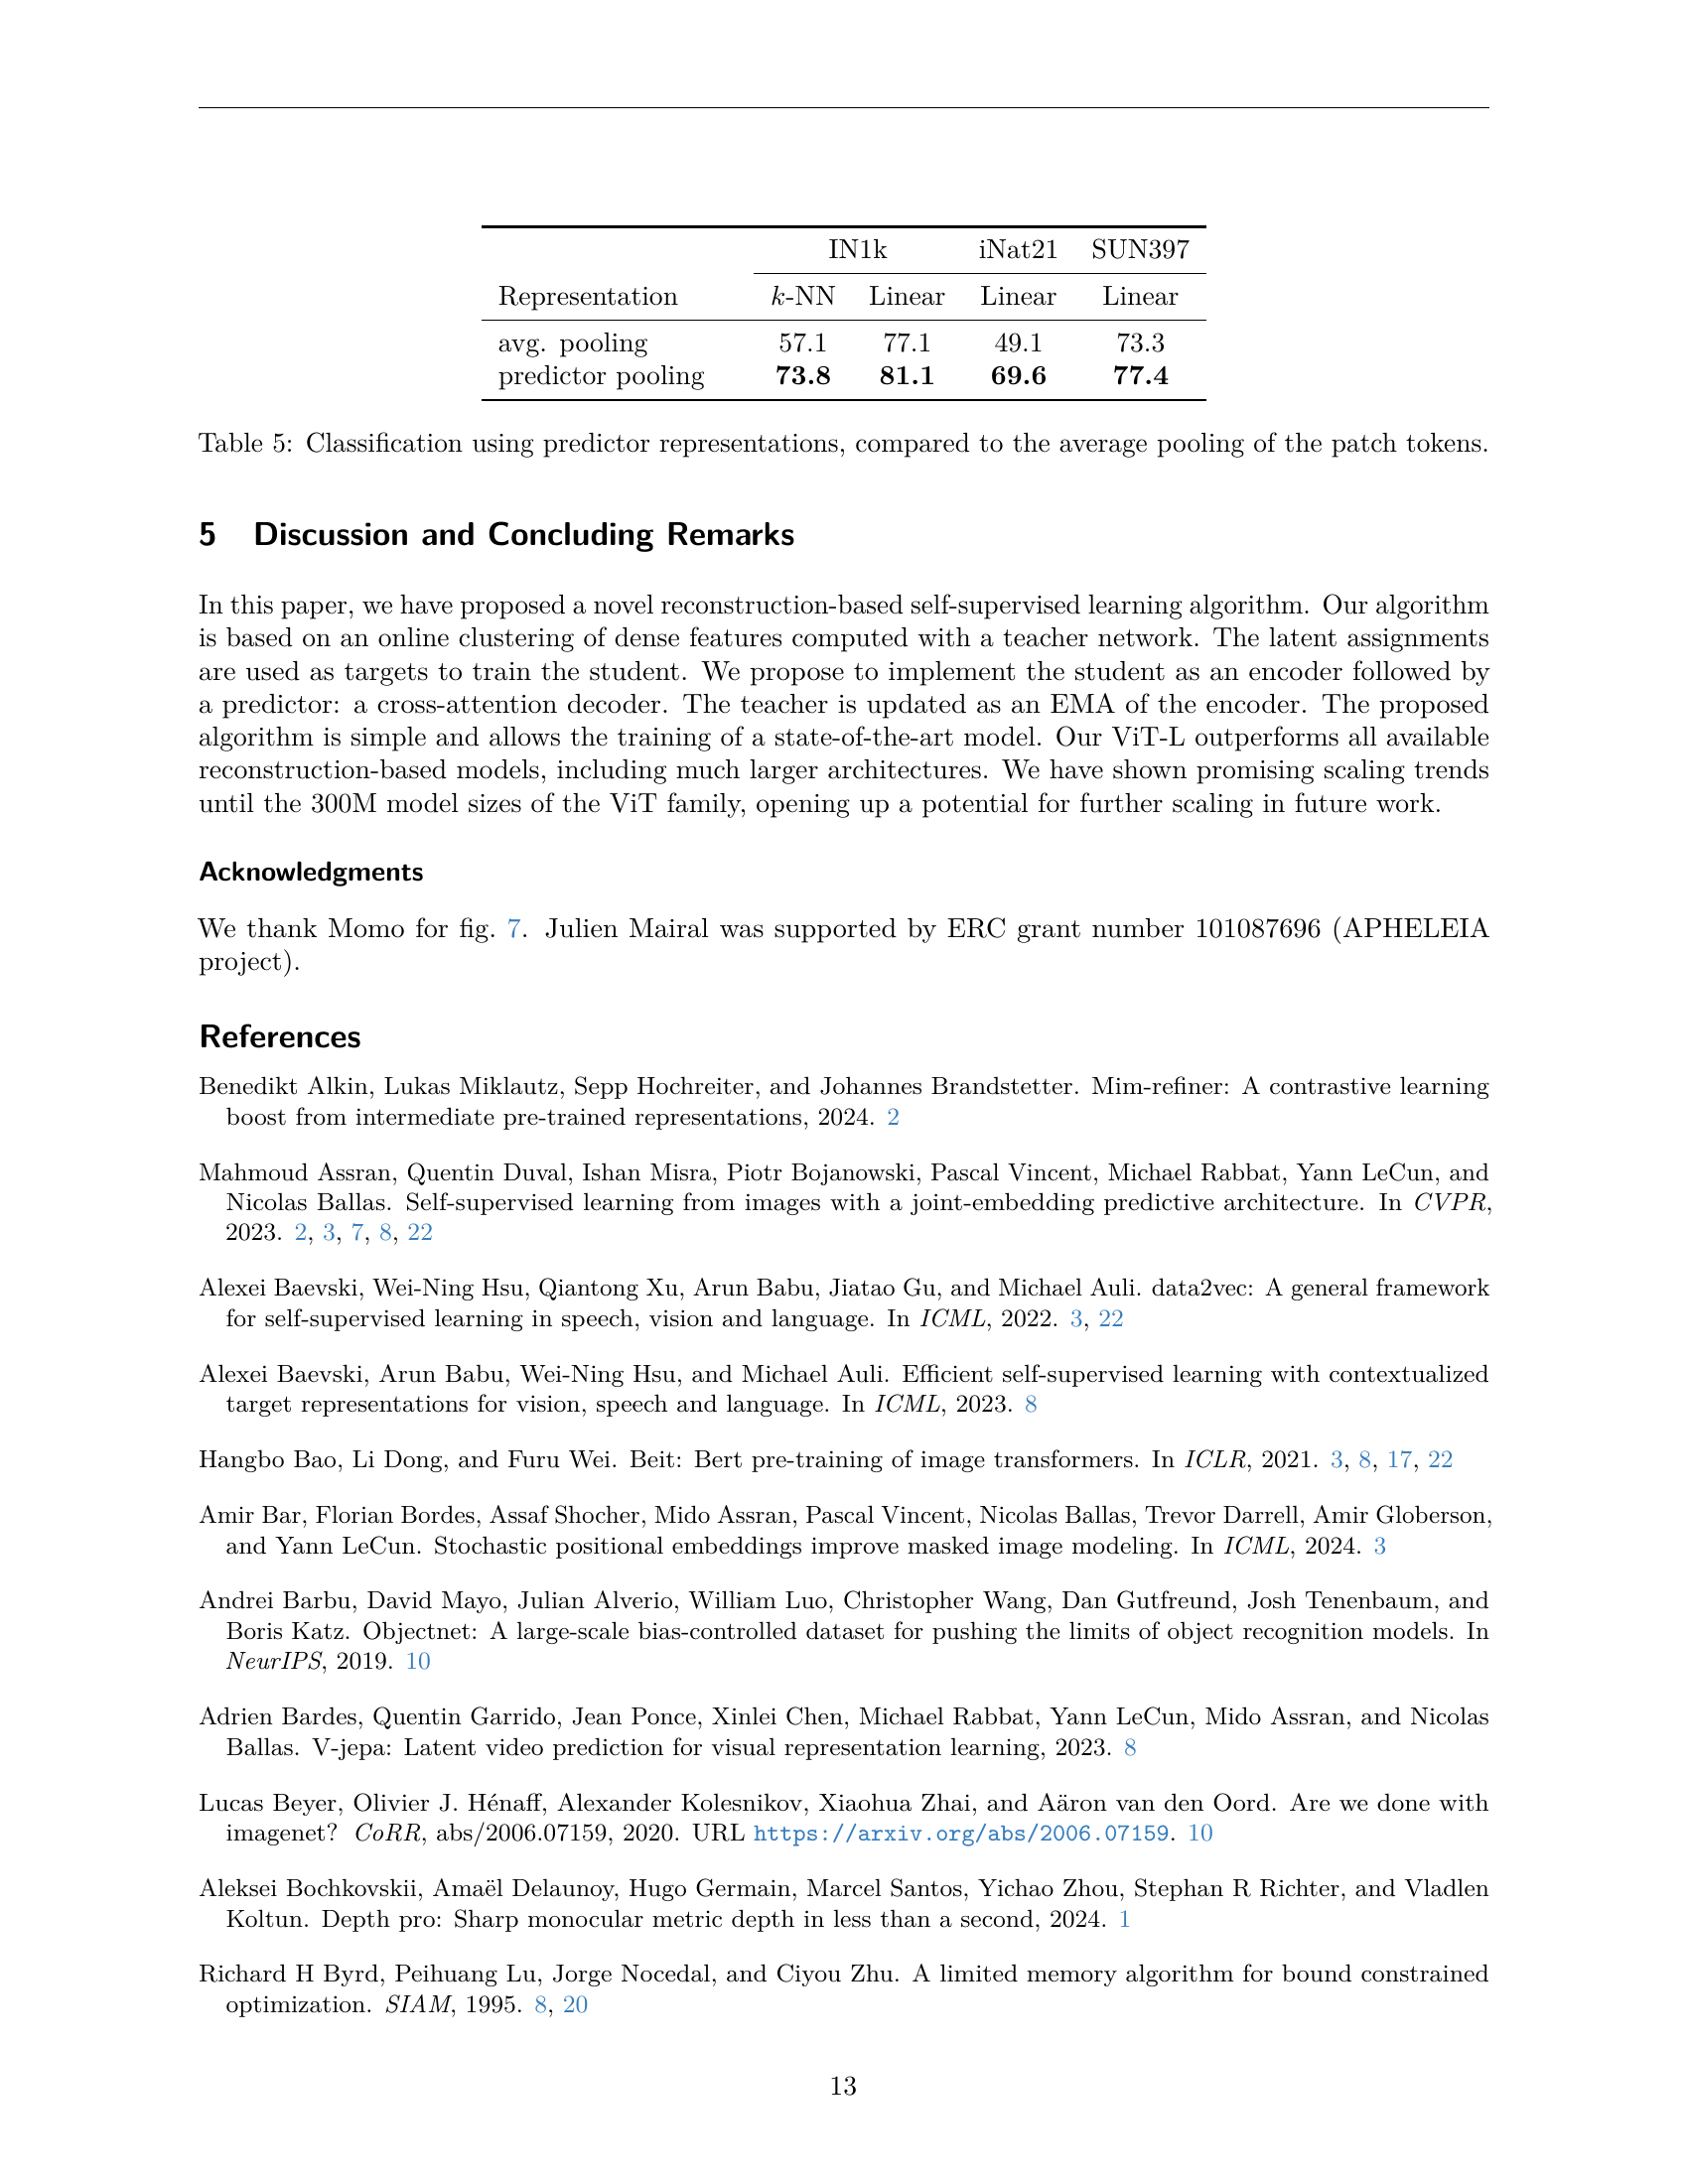 IN1k iNat21 SUN397
Representation k-NN Linear Linear Linear
avg. pooling 57.1 77.1 49.1 73.3
predictor pooling 73.8 81.1 69.6 77.4
Table 5: Classification using predictor representations, compared to the average pooling of the patch tokens.
5 Discussion and Concluding Remarks
In this paper, we have proposed a novel reconstruction-based self-supervised learning algorithm. Our algorithm
is based on an online clustering of dense features computed with a teacher network. The latent assignments
are used as targets to train the student. We propose to implement the student as an encoder followed by
a predictor: a cross-attention decoder. The teacher is updated as an EMA of the encoder. The proposed
algorithm is simple and allows the training of a state-of-the-art model. Our ViT-L outperforms all available
reconstruction-based models, including much larger architectures. We have shown promising scaling trends
until the 300M model sizes of the ViT family, opening up a potential for further scaling in future work.
Acknowledgments
We thank Momo for fig. 7. Julien Mairal was supported by ERC grant number 101087696 (APHELEIA
project).
References
Benedikt Alkin, Lukas Miklautz, Sepp Hochreiter, and Johannes Brandstetter. Mim-refiner: A contrastive learning
boost from intermediate pre-trained representations, 2024. 2
Mahmoud Assran, Quentin Duval, Ishan Misra, Piotr Bojanowski, Pascal Vincent, Michael Rabbat, Yann LeCun, and
Nicolas Ballas. Self-supervised learning from images with a joint-embedding predictive architecture. In CVPR,
2023. 2, 3, 7, 8, 22
Alexei Baevski, Wei-Ning Hsu, Qiantong Xu, Arun Babu, Jiatao Gu, and Michael Auli. data2vec: A general framework
for self-supervised learning in speech, vision and language. In ICML, 2022. 3, 22
Alexei Baevski, Arun Babu, Wei-Ning Hsu, and Michael Auli. Efficient self-supervised learning with contextualized
target representations for vision, speech and language. In ICML, 2023. 8
Hangbo Bao, Li Dong, and Furu Wei. Beit: Bert pre-training of image transformers. In ICLR, 2021. 3, 8, 17, 22
Amir Bar, Florian Bordes, Assaf Shocher, Mido Assran, Pascal Vincent, Nicolas Ballas, Trevor Darrell, Amir Globerson,
and Yann LeCun. Stochastic positional embeddings improve masked image modeling. In ICML, 2024. 3
Andrei Barbu, David Mayo, Julian Alverio, William Luo, Christopher Wang, Dan Gutfreund, Josh Tenenbaum, and
Boris Katz. Objectnet: A large-scale bias-controlled dataset for pushing the limits of object recognition models. In
NeurIPS, 2019. 10
Adrien Bardes, Quentin Garrido, Jean Ponce, Xinlei Chen, Michael Rabbat, Yann LeCun, Mido Assran, and Nicolas
Ballas. V-jepa: Latent video prediction for visual representation learning, 2023. 8
Lucas Beyer, Olivier J. Hénaff, Alexander Kolesnikov, Xiaohua Zhai, and Aäron van den Oord. Are we done with
imagenet? CoRR, abs/2006.07159, 2020. URL https://arxiv.org/abs/2006.07159. 10
Aleksei Bochkovskii, Amaël Delaunoy, Hugo Germain, Marcel Santos, Yichao Zhou, Stephan R Richter, and Vladlen
Koltun. Depth pro: Sharp monocular metric depth in less than a second, 2024. 1
Richard H Byrd, Peihuang Lu, Jorge Nocedal, and Ciyou Zhu. A limited memory algorithm for bound constrained
optimization. SIAM, 1995. 8, 20
13